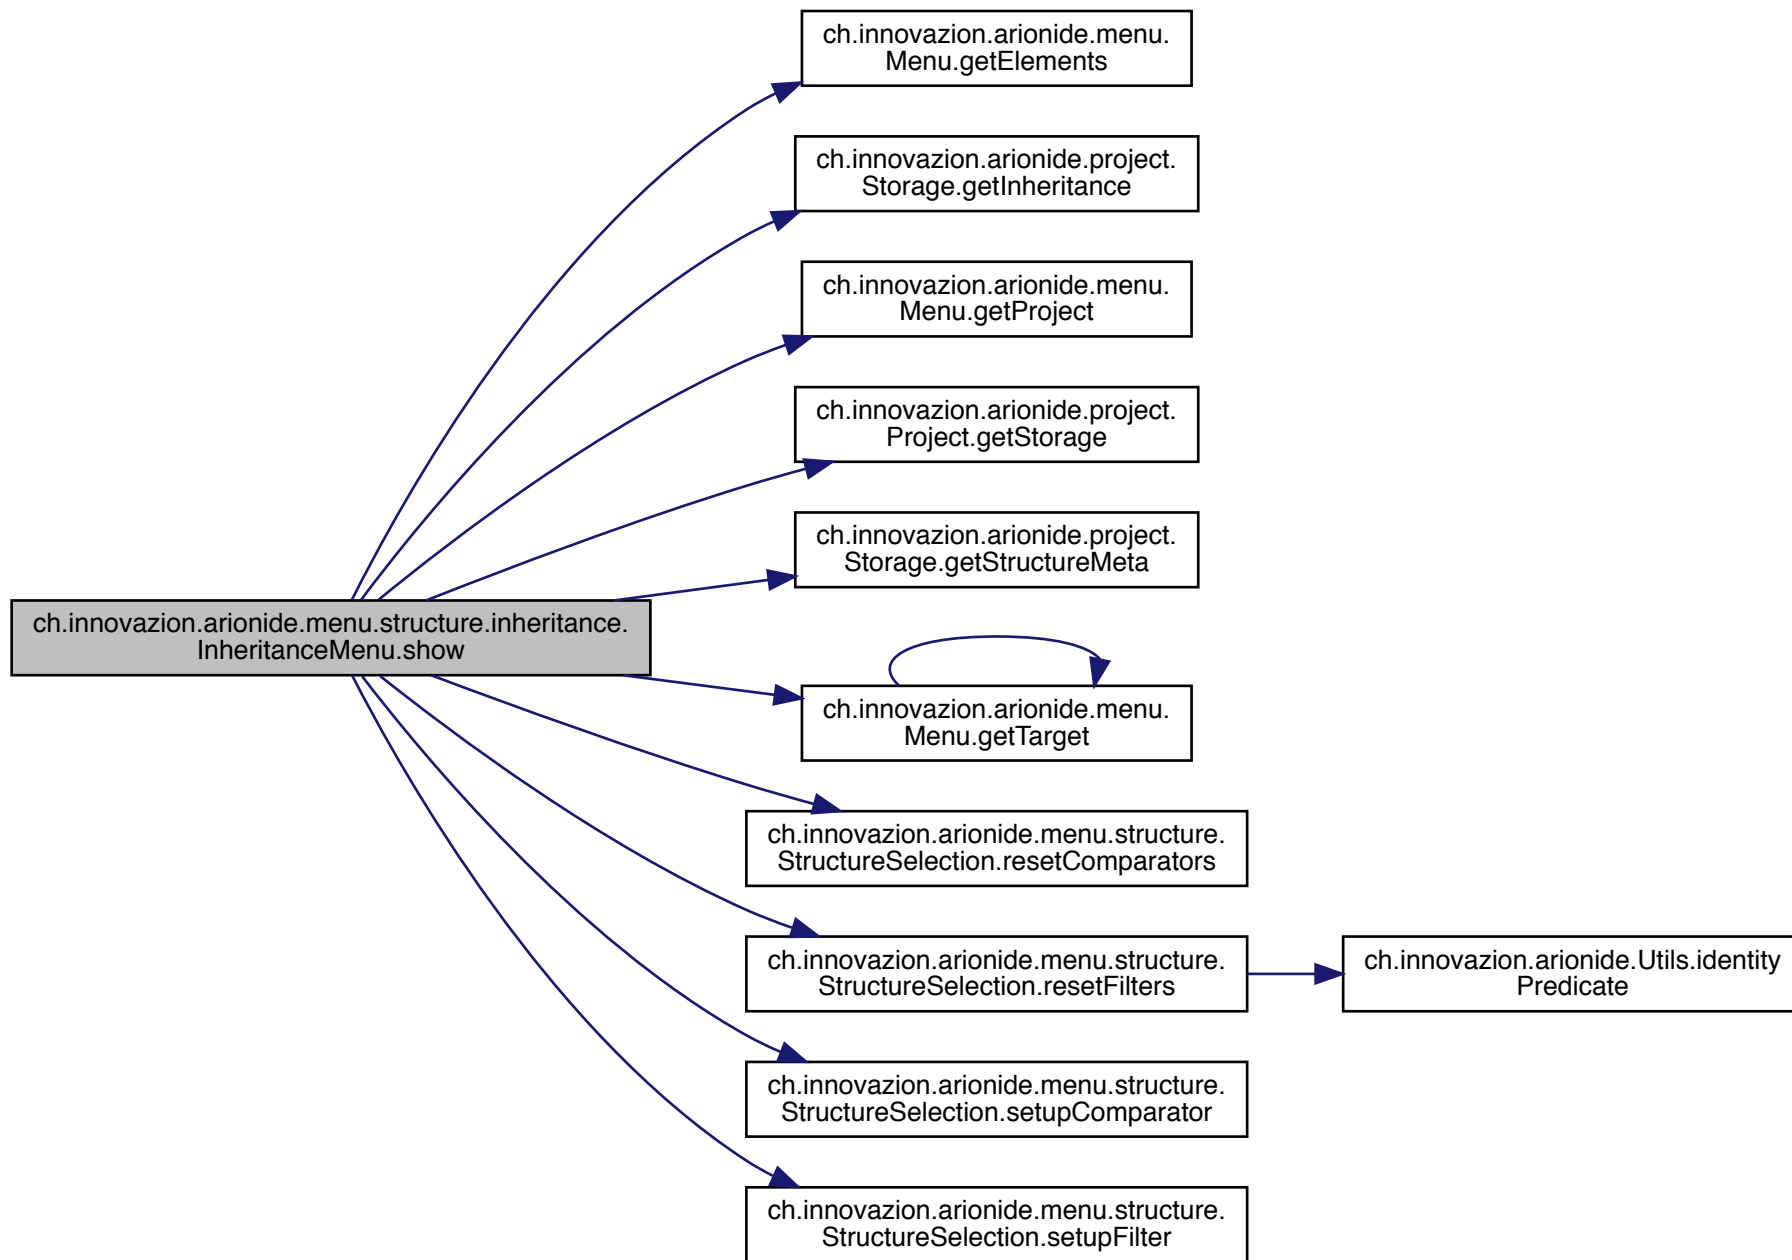 ch.innovazion.arionide.menu.
Menu.getElements
ch.innovazion.arionide.project.
Storage.getInheritance
ch.innovazion.arionide.menu.
Menu.getProject
ch.innovazion.arionide.project.
Project.getStorage
ch.innovazion.arionide.project.
Storage.getStructureMeta
ch.innovazion.arionide.menu.structure.inheritance.
InheritanceMenu.show
ch.innovazion.arionide.menu.
Menu.getTarget
ch.innovazion.arionide.menu.structure.
StructureSelection.resetComparators
ch.innovazion.arionide.menu.structure.
StructureSelection.resetFilters
ch.innovazion.arionide.Utils.identity
Predicate
ch.innovazion.arionide.menu.structure.
StructureSelection.setupComparator
ch.innovazion.arionide.menu.structure.
StructureSelection.setupFilter